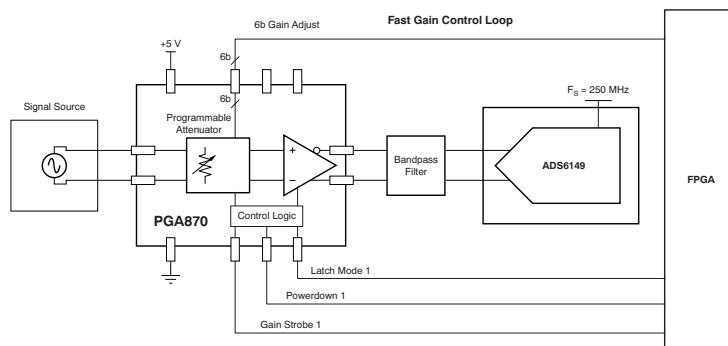 6b Gain Adjust
Fast Gain Control Loop
+5 V
6b
6b
Signal Source
Programmable
Attenuator
F_S = 250 MHz
+
−
Bandpass
Filter
ADS6149
FPGA
PGA870
Control Logic
Latch Mode 1
Powerdown 1
Gain Strobe 1